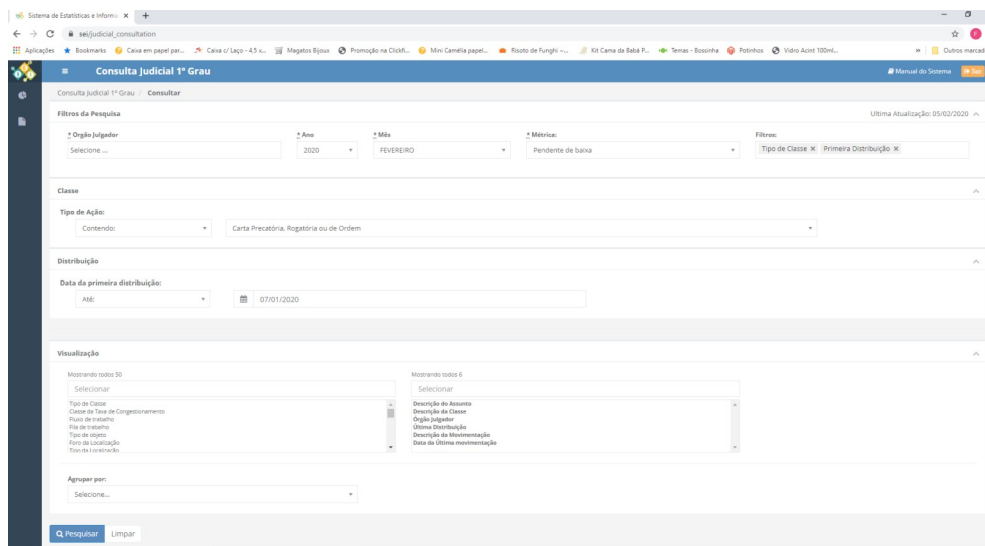 Sistema de Estatísticas e Inform
sei/judicial_consultation
Aplicações Bookmarks Caixa em papel par... Caixa c/ Laço - 4,5 x... Magatos Bijoux Promoção na Clickfi... Mini Camélia papel... Risoto de Funghi –... Kit Cama de Babá P... Temas - Bossinha Potinhos Vidro Acint 100ml... » Outros marcad
Consulta Judicial 1º Grau Manual do Sistema
Consulta Judicial 1º Grau / Consultar
Filtros da Pesquisa Ultima Atualização: 05/02/2020
* Orgão Julgador * Ano * Mês * Métrica: Filtros:
Selecione ... 2020 FEVEREIRO Pendente de baixa Tipo de Classe × Primeira Distribuição ×
Classe
Tipo de Ação:
Contendo: Carta Precatória, Rogatória ou de Ordem
Distribuição
Data da primeira distribuição:
Até: 07/01/2020
Visualização
Mostrando todos 50 Mostrando todos 6
Selecionar Selecionar
Tipo de Classe Descrição do Assunto
Classe da Taxa de Congestionamento Descrição da Classe
Fluxo de trabalho Órgão Julgador
Fila de trabalho Última Distribuição
Tipo de objeto Descrição da Movimentação
Foro da Localização Data da Última movimentação
Tipo da Localização
Agrupar por:
Selecione...
Pesquisar Limpar